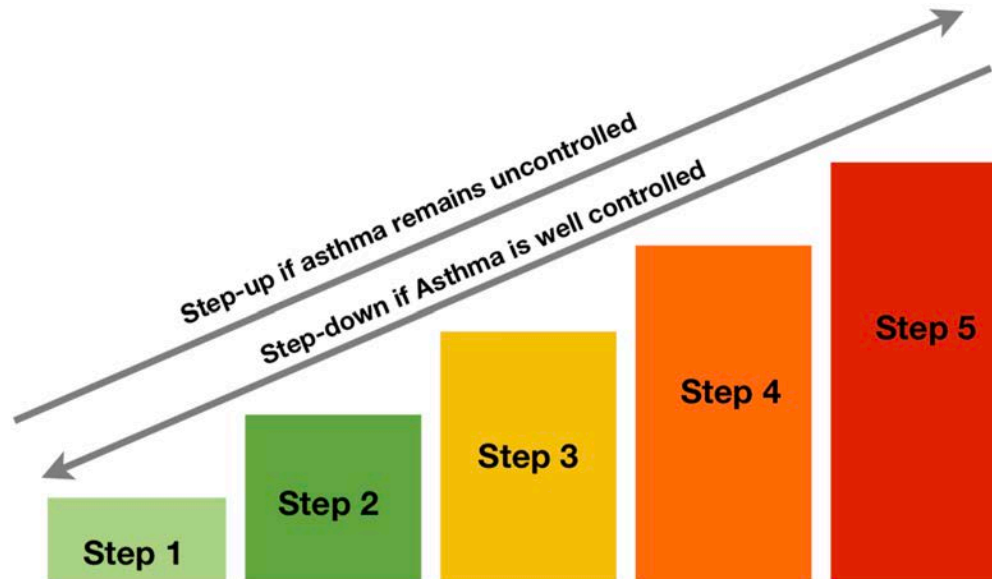 Step-up if asthma remains uncontrolled
Step-down if Asthma is well controlled
Step 1
Step 2
Step 3
Step 4
Step 5